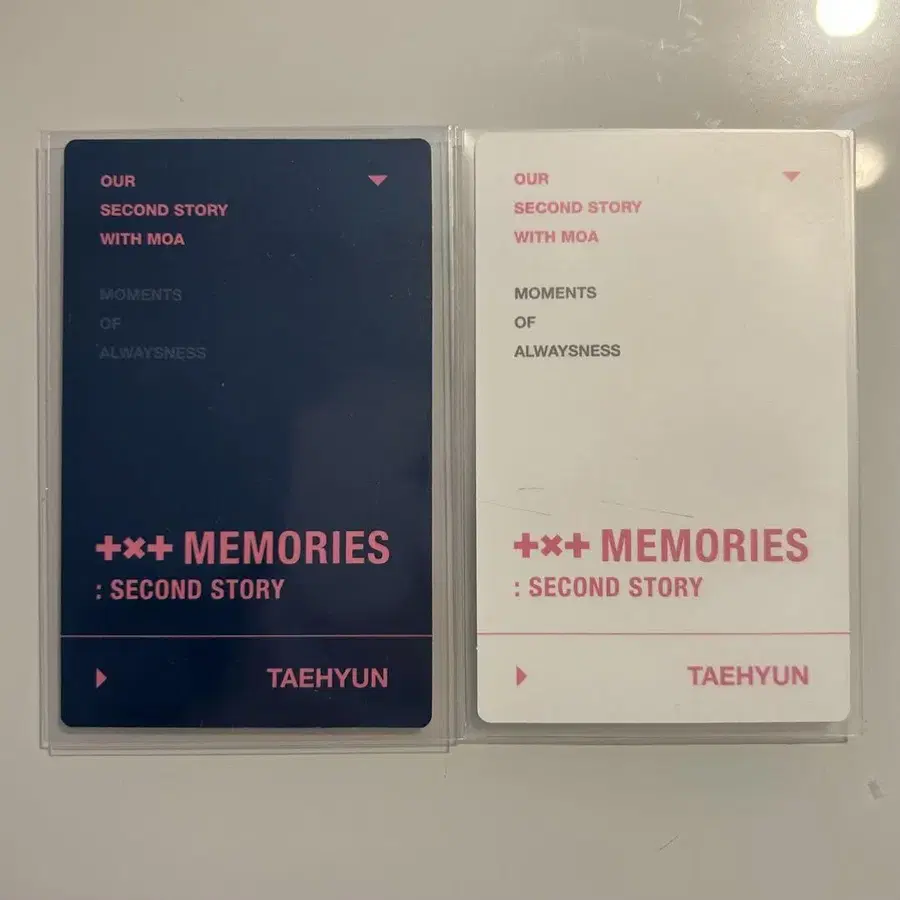 OUR
SECOND STORY
WITH MOA
MOMENTS
OF
ALWAYSNESS
+×+ MEMORIES
: SECOND STORY
TAEHYUN
OUR
SECOND STORY
WITH MOA
MOMENTS
OF
ALWAYSNESS
+×+ MEMORIES
: SECOND STORY
TAEHYUN